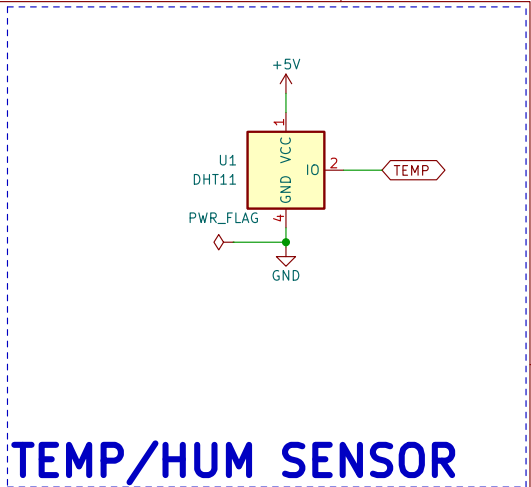 +5V
1
VCC
U1
DHT11
IO
2
TEMP
GND
4
PWR_FLAG
GND
TEMP/HUM SENSOR